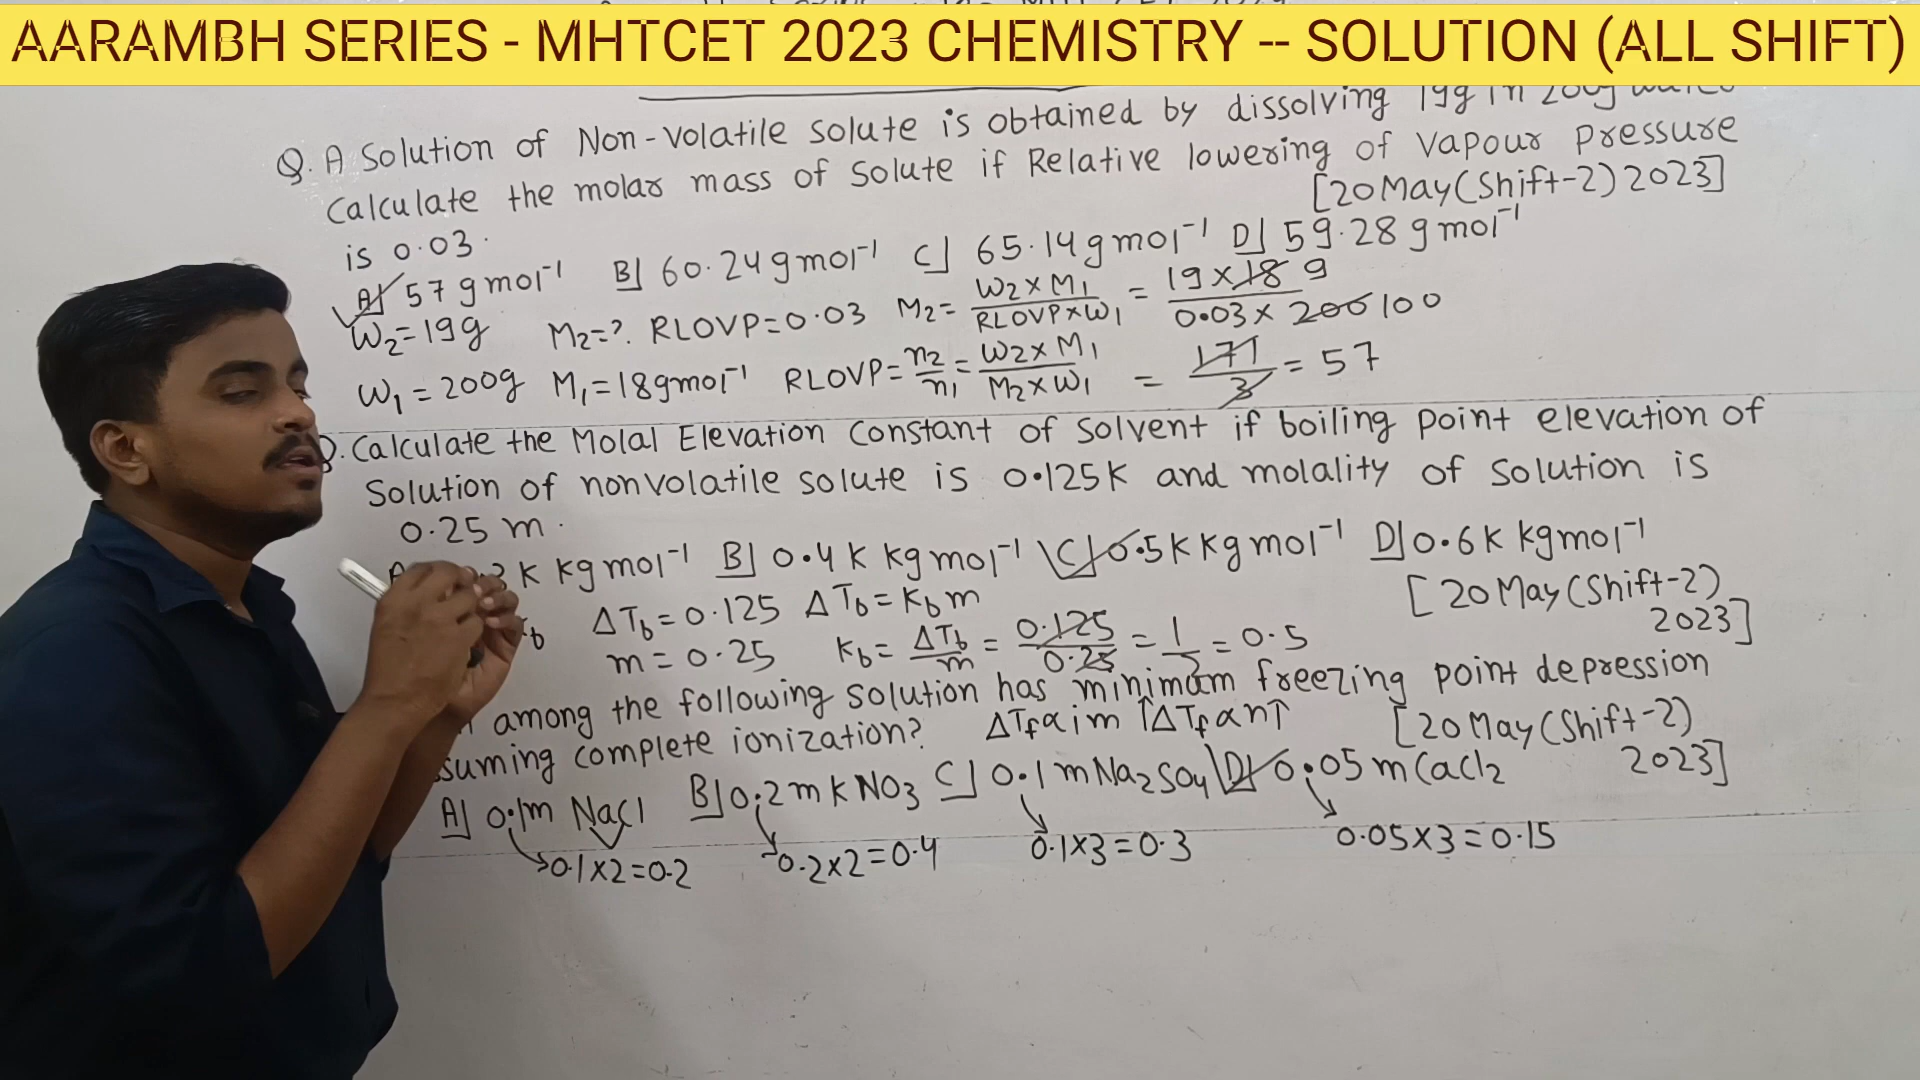 AARAMBH SERIES - MHTCET 2023 CHEMISTRY -- SOLUTION (ALL SHIFT)
Q. A Solution of Non-Volatile solute is obtained by dissolving 19g in 200g
Calculate the molar mass of Solute if Relative lowering of Vapour Pressure
is 0.03. [20 May (Shift-2) 2023]
A] 57 g mol⁻¹ B] 60.24 g mol⁻¹ C] 65.14 g mol⁻¹ D] 59.28 g mol⁻¹
W₂ = 19g M₂ = ? RLOVP = 0.03 M₂ = W₂ × M₁ / RLOVP × W₁ = 19 × 18 9 / 0.03 × 200 100
W₁ = 200g M₁ = 18 g mol⁻¹ RLOVP = n₂/n₁ = W₂ × M₁ / M₂ × W₁ = 171/3 = 57
Q. Calculate the Molal Elevation Constant of Solvent if boiling point elevation of
Solution of nonvolatile solute is 0.125K and molality of Solution is
0.25 m.
K kg mol⁻¹ B] 0.4 K kg mol⁻¹ C] 0.5 K kg mol⁻¹ D] 0.6 K kg mol⁻¹
ΔT_b = 0.125 ΔT_b = K_b m [20 May (Shift-2)
m = 0.25 K_b = ΔT_b/m = 0.125/0.25 = 1/2 = 0.5 2023]
among the following solution has minimum freezing point depression
suming complete ionization? ΔT_f α i m ↑ΔT_f α n↑ [20 May (Shift-2)
2023]
A] 0.1m NaCl B] 0.2 m KNO₃ C] 0.1 m Na₂SO₄ D] 0.05 m CaCl₂
0.1×2=0.2 0.2×2=0.4 0.1×3=0.3 0.05×3=0.15